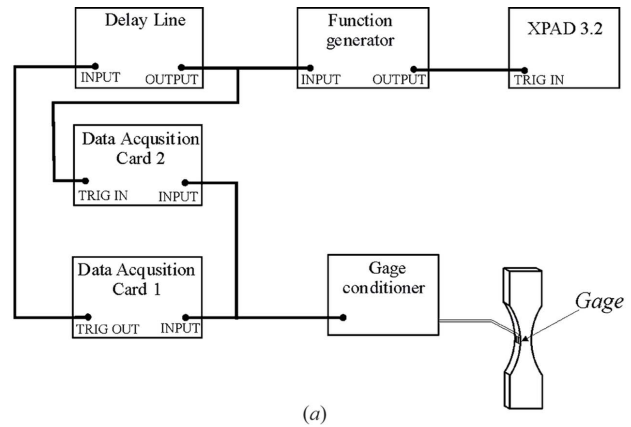 Delay Line
INPUT
OUTPUT
Function
generator
INPUT
OUTPUT
XPAD 3.2
TRIG IN
Data Acqusition
Card 2
TRIG IN
INPUT
Data Acqusition
Card 1
TRIG OUT
INPUT
Gage
conditioner
Gage
(a)